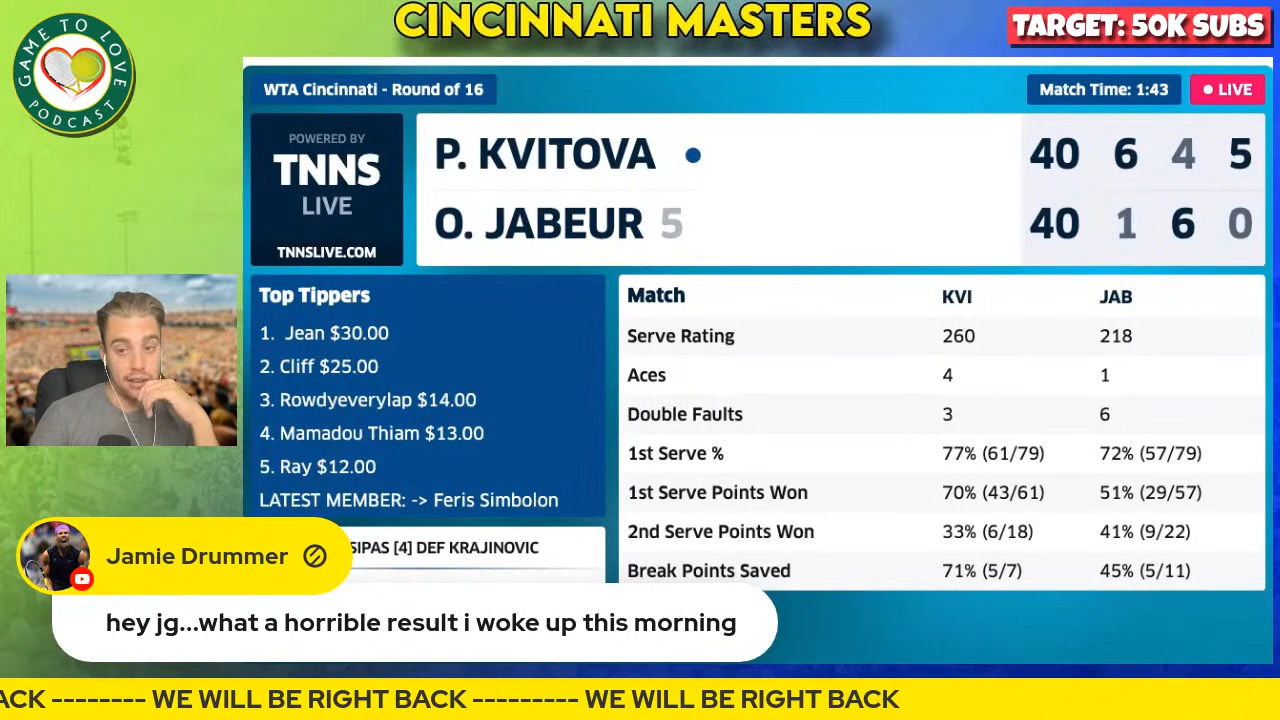 CINCINNATI MASTERS
TARGET: 50K SUBS
GAME TO LOVE
PODCAST
WTA Cincinnati - Round of 16
Match Time: 1:43
LIVE
POWERED BY
TNNS
LIVE
TNNSLIVE.COM
P. KVITOVA 40 6 4 5
O. JABEUR 5 40 1 6 0
Top Tippers
1. Jean $30.00
2. Cliff $25.00
3. Rowdyeverylap $14.00
4. Mamadou Thiam $13.00
5. Ray $12.00
LATEST MEMBER: -> Feris Simbolon
SIPAS [4] DEF KRAJINOVIC
Match KVI JAB
Serve Rating 260 218
Aces 4 1
Double Faults 3 6
1st Serve % 77% (61/79) 72% (57/79)
1st Serve Points Won 70% (43/61) 51% (29/57)
2nd Serve Points Won 33% (6/18) 41% (9/22)
Break Points Saved 71% (5/7) 45% (5/11)
Jamie Drummer
hey jg...what a horrible result i woke up this morning
ACK -------- WE WILL BE RIGHT BACK --------- WE WILL BE RIGHT BACK